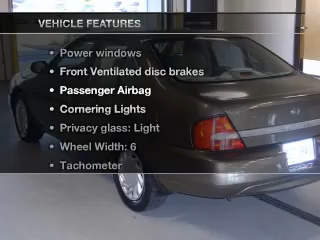 VEHICLE FEATURES
• Power windows
• Front Ventilated disc brakes
• Passenger Airbag
• Cornering Lights
• Privacy glass: Light
• Wheel Width: 6
• Tachometer